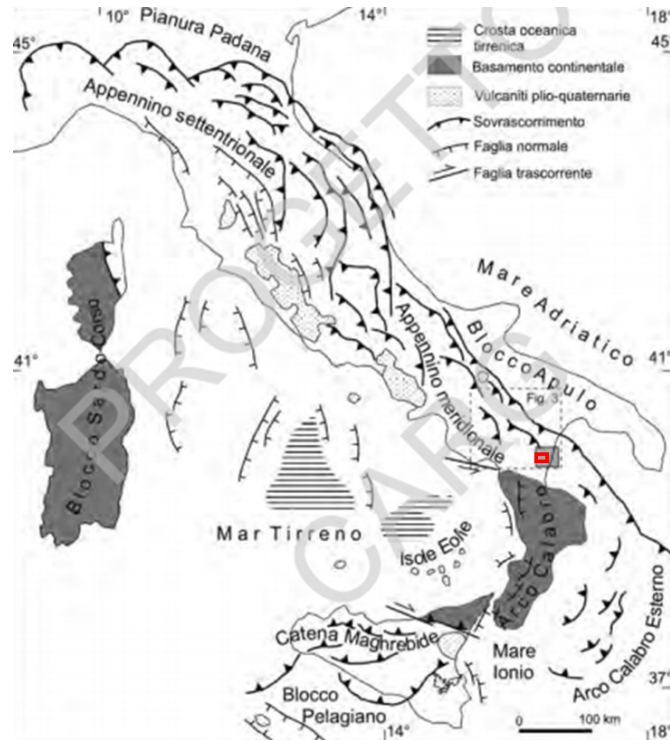 10°
14°
18°
45°
45°
Pianura Padana
Crosta oceanica
tirrenica
Basamento continentale
Vulcaniti plio-quaternarie
Sovrascorrimento
Faglia normale
Faglia trascorrente
Appennino settentrionale
PROGETTO
CARG
Mare Adriatico
Blocco Apulo
Appennino meridionale
41°
41°
Fig. 3
Blocco Sardo Corso
Mar Tirreno
Isole Eolie
Arco Calabro
Arco Calabro Esterno
Catena Maghrebide
Mare
Ionio
Blocco
Pelagiano
37°
14°
0
100 km
18°